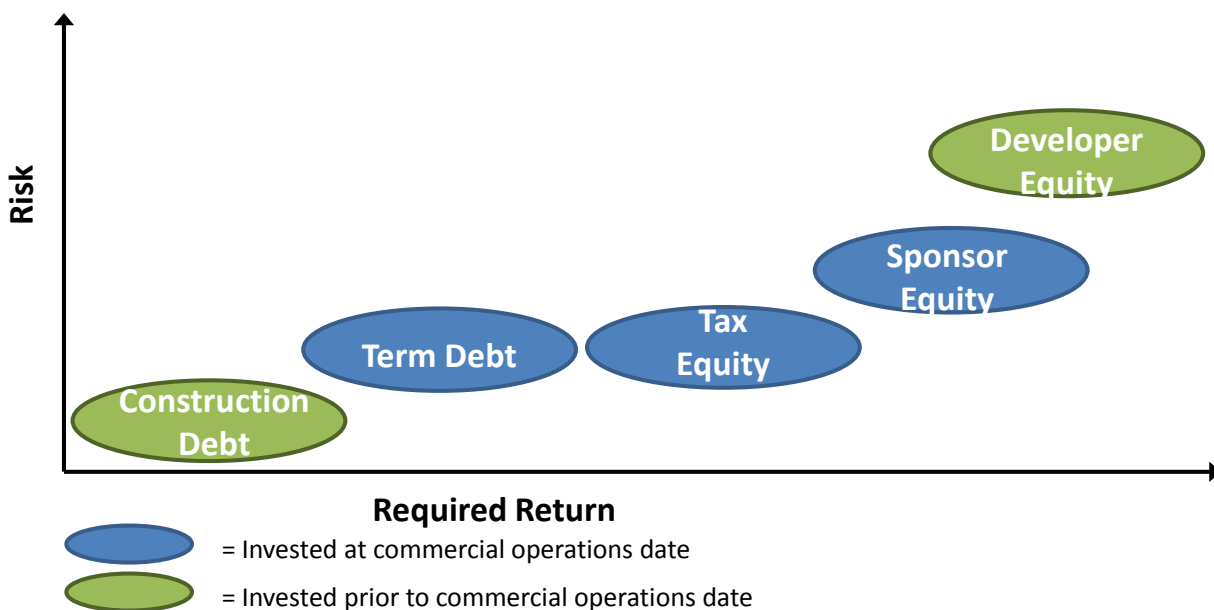 Developer
Equity
Sponsor
Equity
Tax
Equity
Term Debt
Construction
Debt
Risk
Required Return
= Invested at commercial operations date
= Invested prior to commercial operations date